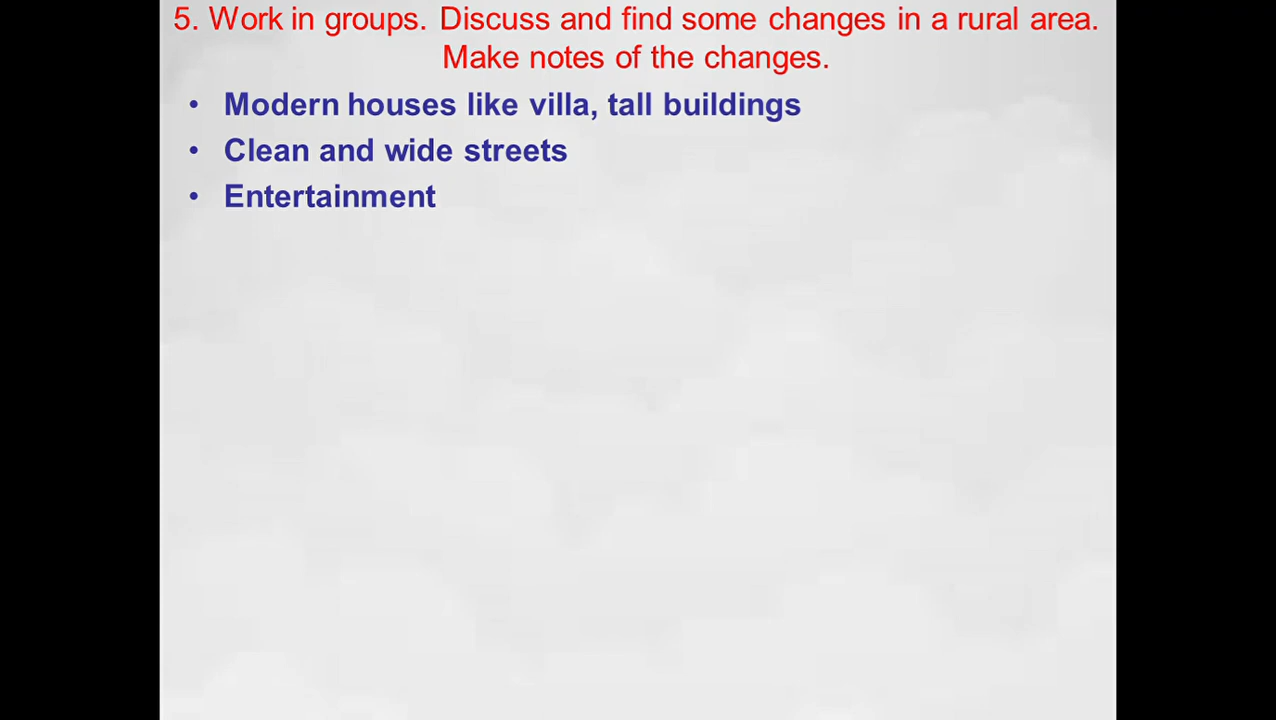 5. Work in groups. Discuss and find some changes in a rural area.
Make notes of the changes.
• Modern houses like villa, tall buildings
• Clean and wide streets
• Entertainment